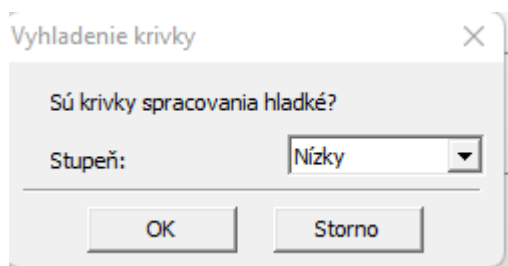 Vyhladenie krivky
Sú krivky spracovania hladké?
Stupeň: Nízky
OK Storno